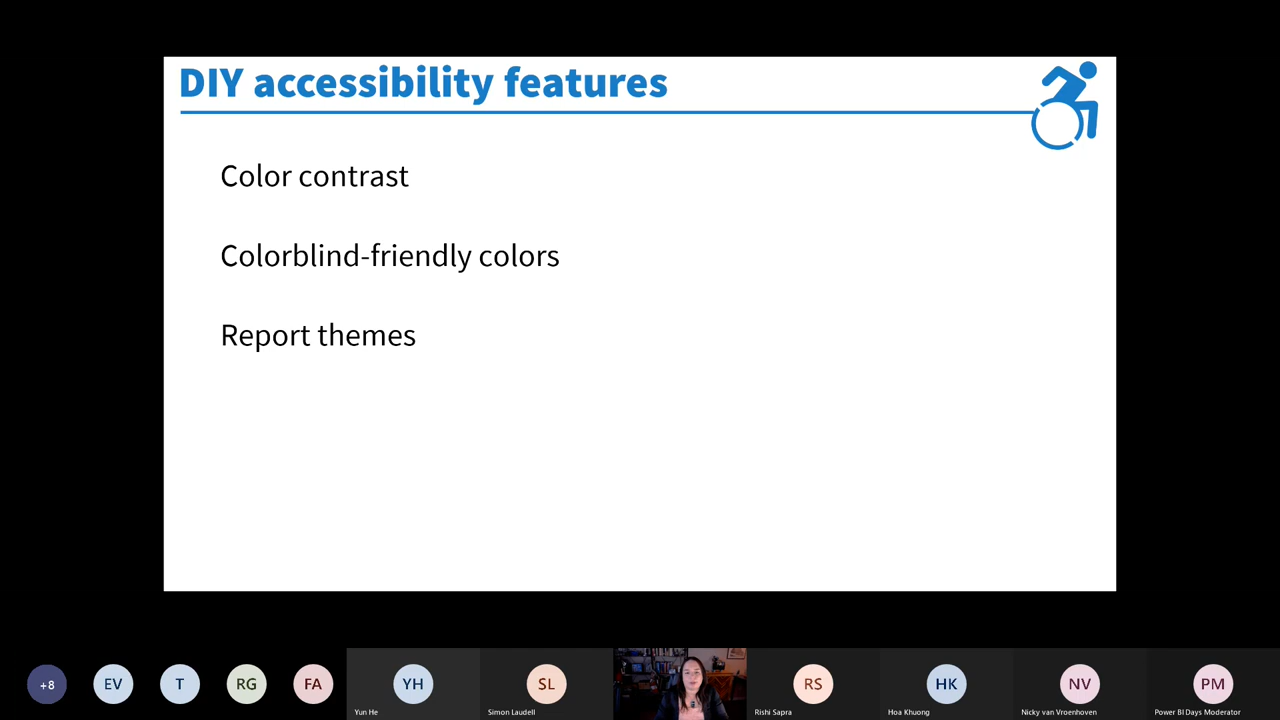 DIY accessibility features
Color contrast
Colorblind-friendly colors
Report themes
+8
EV
T
RG
FA
YH
SL
RS
HK
NV
PM
Yun He
Simon Laudell
Rishi Sapra
Hoa Khuong
Nicky van Vroenhoven
Power BI Days Moderator